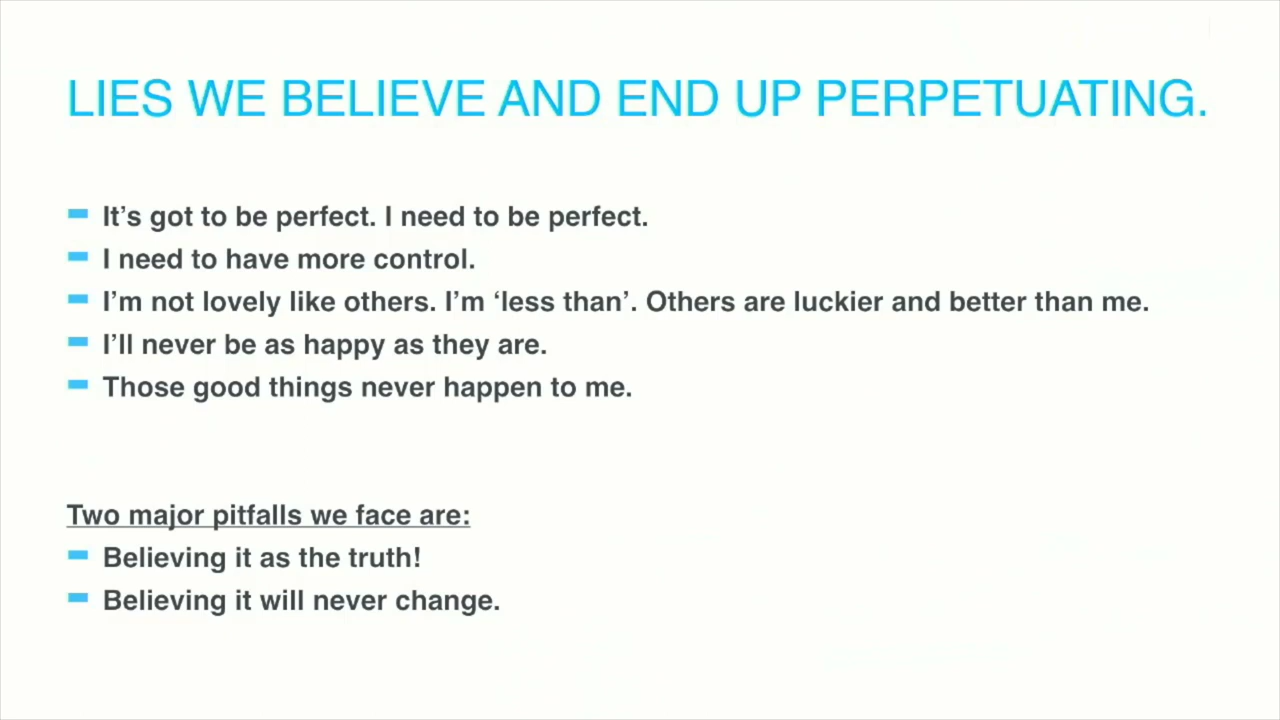 LIES WE BELIEVE AND END UP PERPETUATING.
It’s got to be perfect. I need to be perfect.
I need to have more control.
I’m not lovely like others. I’m ‘less than’. Others are luckier and better than me.
I’ll never be as happy as they are.
Those good things never happen to me.
Two major pitfalls we face are:
Believing it as the truth!
Believing it will never change.